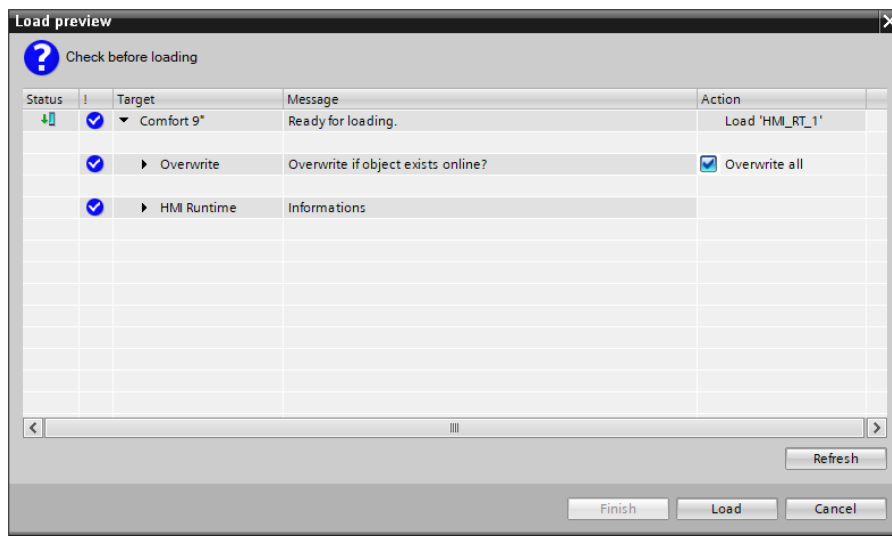 Load preview
Check before loading
Status ! Target Message Action
Comfort 9" Ready for loading. Load 'HMI_RT_1'
Overwrite Overwrite if object exists online? Overwrite all
HMI Runtime Informations
Refresh
Finish Load Cancel